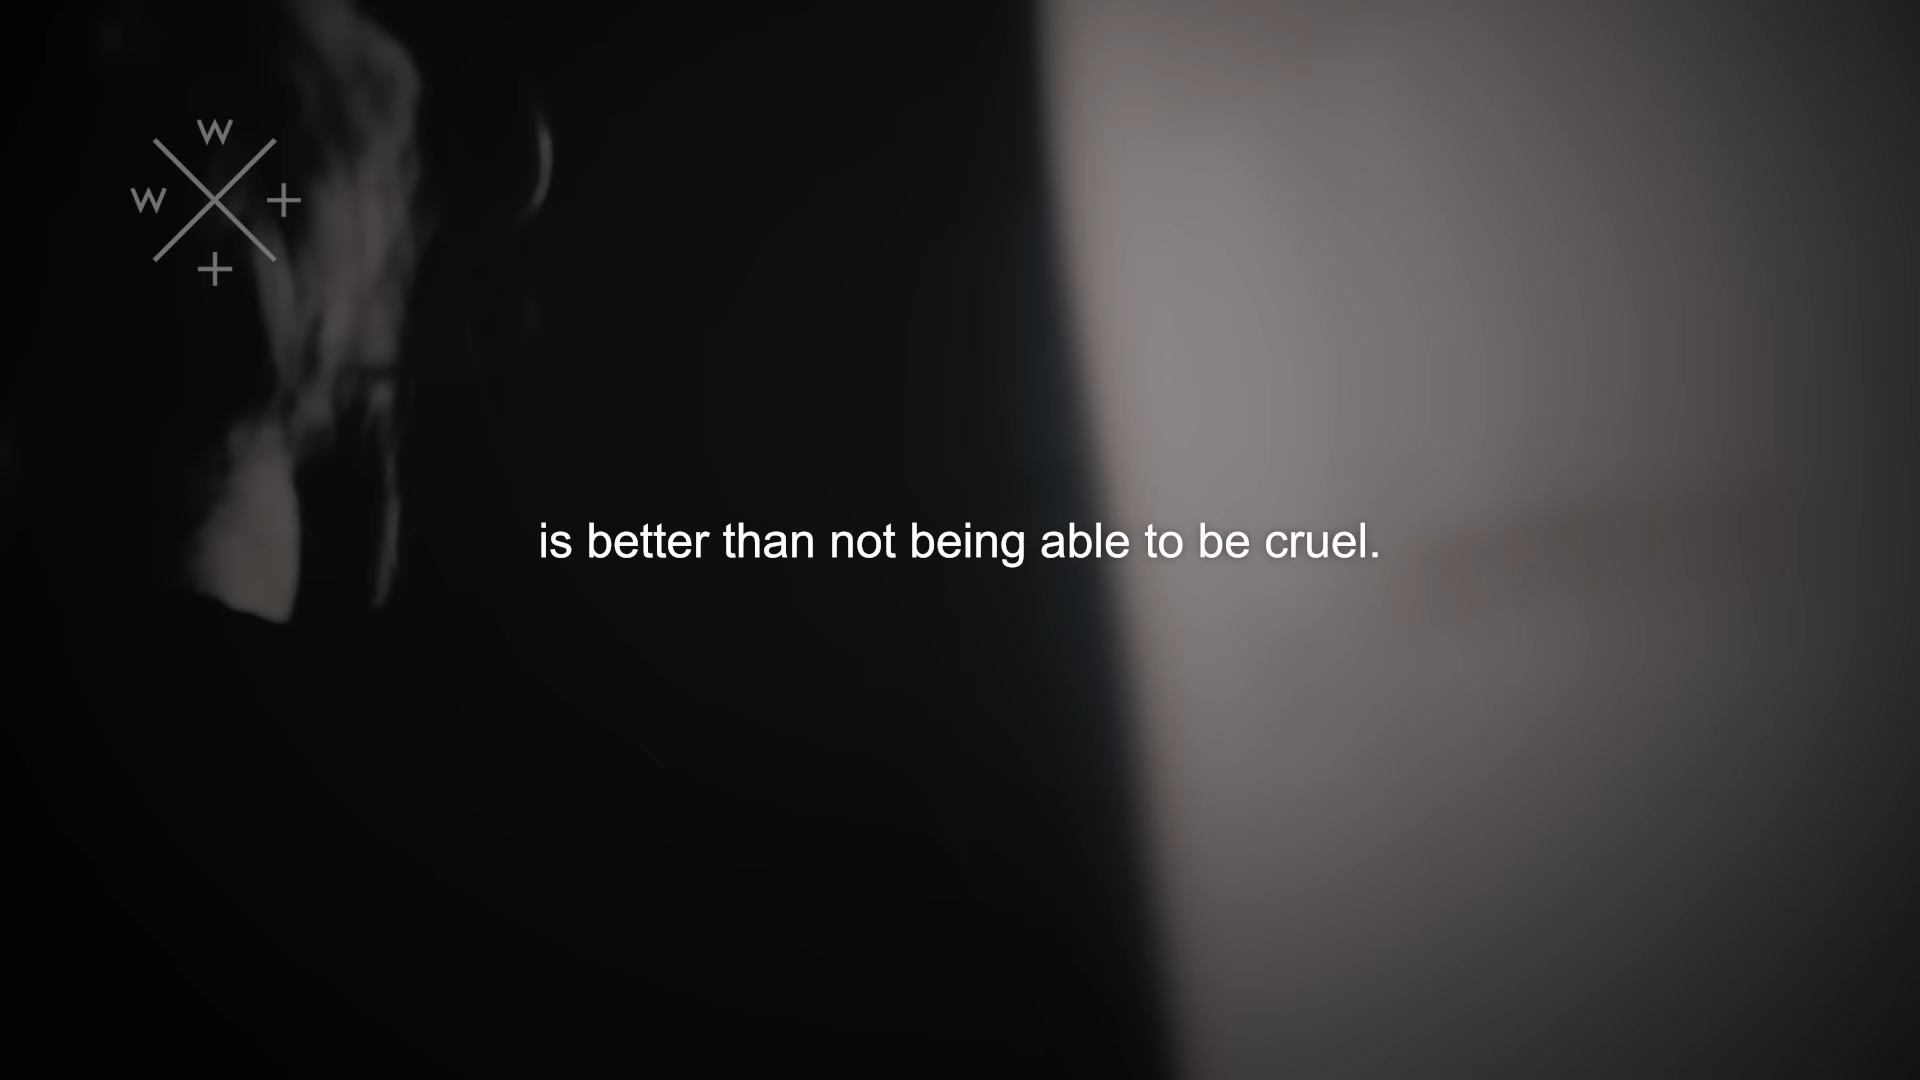 W
W +
+
is better than not being able to be cruel.